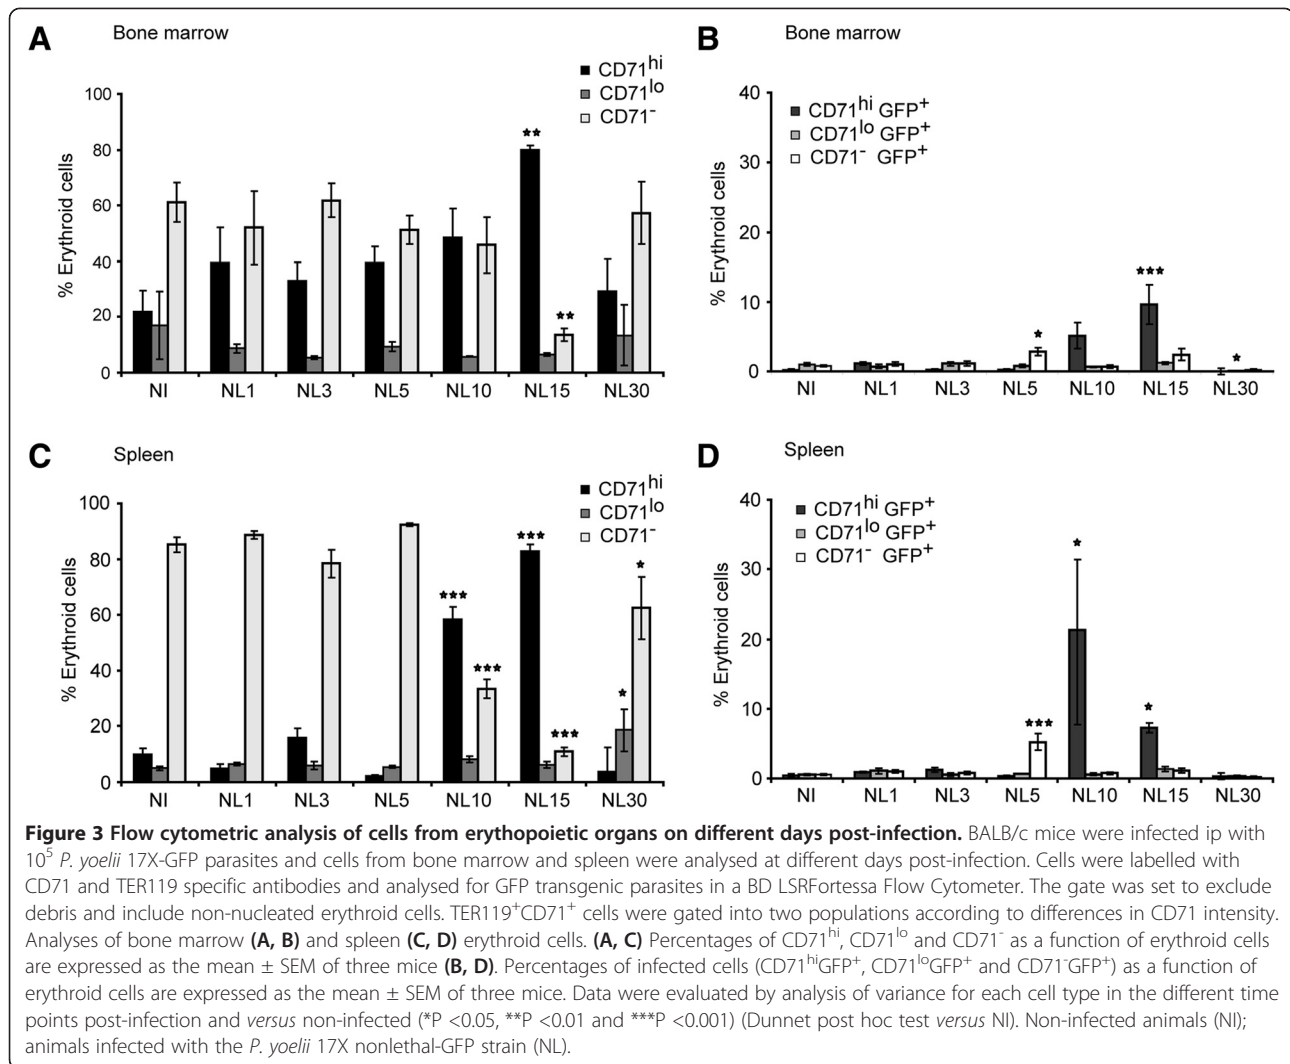 A Bone marrow
CD71hi
CD71lo
CD71-
% Erythroid cells
100
80
60
40
20
0
** **
NI NL1 NL3 NL5 NL10 NL15 NL30
B Bone marrow
CD71hi GFP+
CD71lo GFP+
CD71- GFP+
% Erythroid cells
40
30
20
10
0
* *** *
NI NL1 NL3 NL5 NL10 NL15 NL30
C Spleen
CD71hi
CD71lo
CD71-
% Erythroid cells
100
80
60
40
20
0
*** *** *** *** * *
NI NL1 NL3 NL5 NL10 NL15 NL30
D Spleen
CD71hi GFP+
CD71lo GFP+
CD71- GFP+
% Erythroid cells
40
30
20
10
0
*** * *
NI NL1 NL3 NL5 NL10 NL15 NL30
Figure 3 Flow cytometric analysis of cells from erythopoietic organs on different days post-infection. BALB/c mice were infected ip with
10^5 P. yoelii 17X-GFP parasites and cells from bone marrow and spleen were analysed at different days post-infection. Cells were labelled with
CD71 and TER119 specific antibodies and analysed for GFP transgenic parasites in a BD LSRFortessa Flow Cytometer. The gate was set to exclude
debris and include non-nucleated erythroid cells. TER119+CD71+ cells were gated into two populations according to differences in CD71 intensity.
Analyses of bone marrow (A, B) and spleen (C, D) erythroid cells. (A, C) Percentages of CD71hi, CD71lo and CD71- as a function of erythroid cells
are expressed as the mean ± SEM of three mice (B, D). Percentages of infected cells (CD71hiGFP+, CD71loGFP+ and CD71-GFP+) as a function of
erythroid cells are expressed as the mean ± SEM of three mice. Data were evaluated by analysis of variance for each cell type in the different time
points post-infection and versus non-infected (*P <0.05, **P <0.01 and ***P <0.001) (Dunnet post hoc test versus NI). Non-infected animals (NI);
animals infected with the P. yoelii 17X nonlethal-GFP strain (NL).